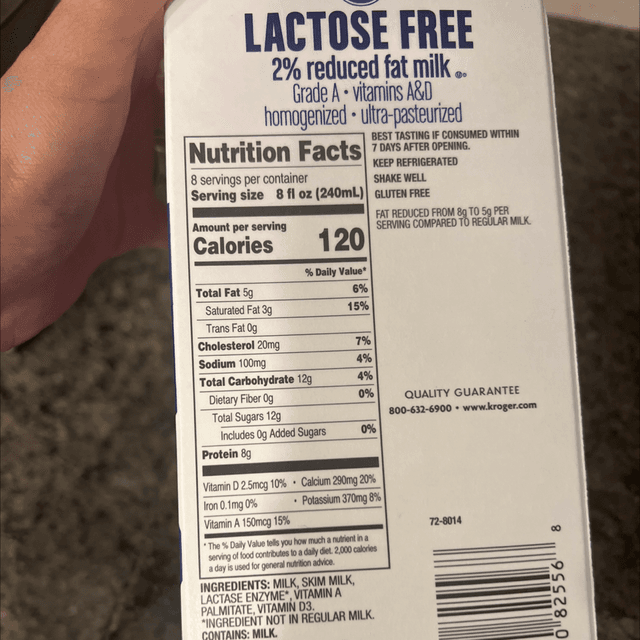 LACTOSE FREE
2% reduced fat milk
Grade A • vitamins A&D
homogenized • ultra-pasteurized
Nutrition Facts
8 servings per container
Serving size 8 fl oz (240mL)
Amount per serving
Calories 120
% Daily Value*
Total Fat 5g 6%
Saturated Fat 3g 15%
Trans Fat 0g
Cholesterol 20mg 7%
Sodium 100mg 4%
Total Carbohydrate 12g 4%
Dietary Fiber 0g 0%
Total Sugars 12g
Includes 0g Added Sugars 0%
Protein 8g
Vitamin D 2.5mcg 10% • Calcium 290mg 20%
Iron 0.1mg 0% • Potassium 370mg 8%
Vitamin A 150mcg 15%
* The % Daily Value tells you how much a nutrient in a
serving of food contributes to a daily diet. 2,000 calories
a day is used for general nutrition advice.
INGREDIENTS: MILK, SKIM MILK,
LACTASE ENZYME*, VITAMIN A
PALMITATE, VITAMIN D3.
*INGREDIENT NOT IN REGULAR MILK.
CONTAINS: MILK.
BEST TASTING IF CONSUMED WITHIN
7 DAYS AFTER OPENING.
KEEP REFRIGERATED
SHAKE WELL
GLUTEN FREE
FAT REDUCED FROM 8g TO 5g PER
SERVING COMPARED TO REGULAR MILK.
QUALITY GUARANTEE
800-632-6900 • www.kroger.com
72-8014
0 82556 8